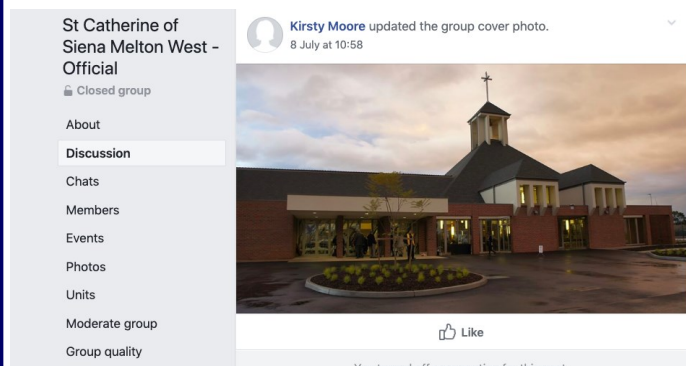 St Catherine of
Siena Melton West -
Official
Closed group
About
Discussion
Chats
Members
Events
Photos
Units
Moderate group
Group quality
Kirsty Moore updated the group cover photo.
8 July at 10:58
Like